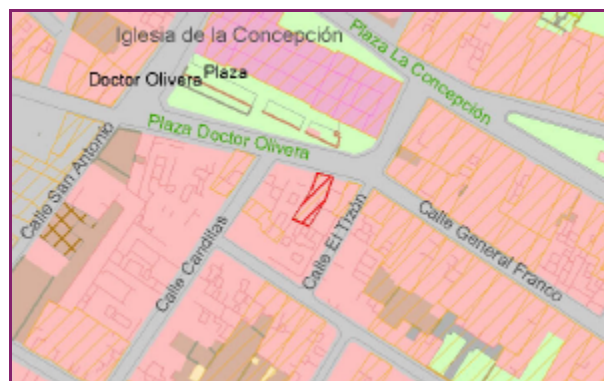 Iglesia de la Concepción
Plaza La Concepción
Plaza
Doctor Olivera
Plaza Doctor Olivera
Calle San Antonio
Calle Candilas
Calle El Tizón
Calle General Franco